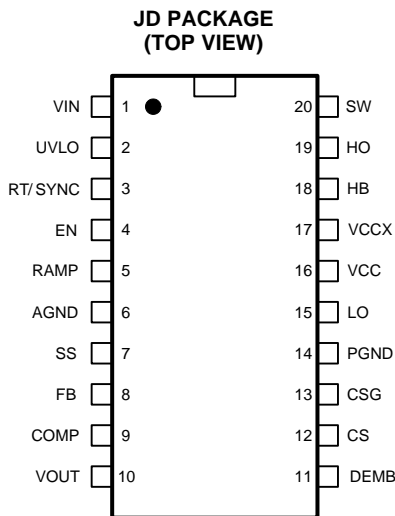 JD PACKAGE
(TOP VIEW)
VIN 1 20 SW
UVLO 2 19 HO
RT/SYNC 3 18 HB
EN 4 17 VCCX
RAMP 5 16 VCC
AGND 6 15 LO
SS 7 14 PGND
FB 8 13 CSG
COMP 9 12 CS
VOUT 10 11 DEMB